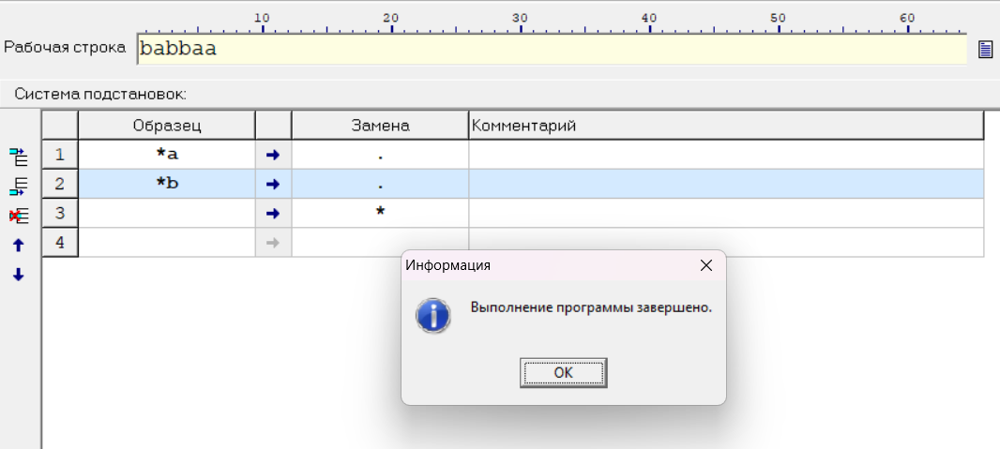 10 20 30 40 50 60
Рабочая строка babbaa
Система подстановок:
Образец Замена Комментарий
1 *a → .
2 *b → .
3 → *
4 →
Информация
Выполнение программы завершено.
OK